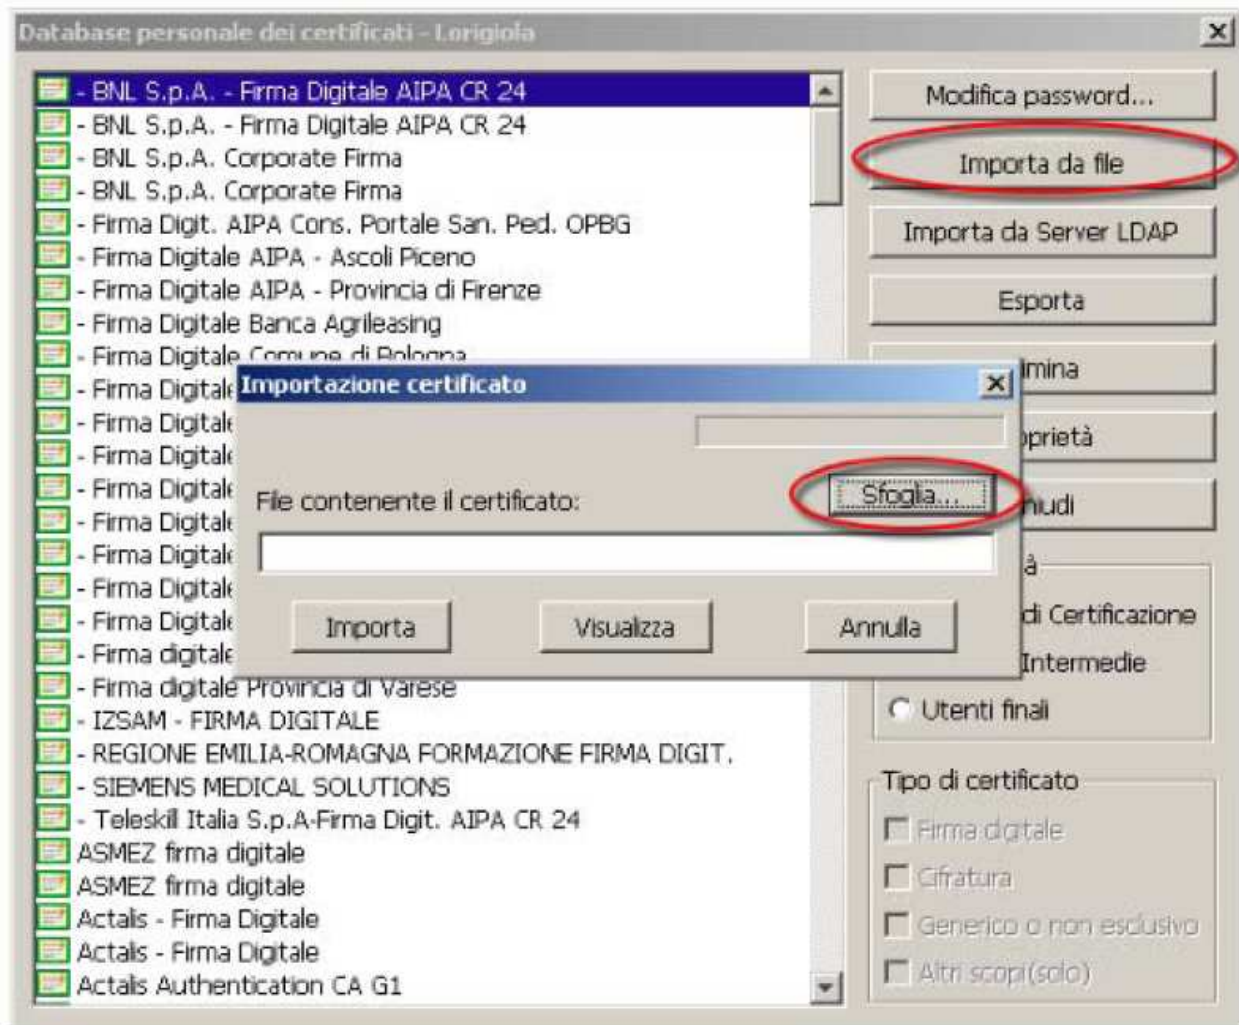 Database personale dei certificati - Lorigiola
- BNL S.p.A. - Firma Digitale AIPA CR 24
- BNL S.p.A. - Firma Digitale AIPA CR 24
- BNL S.p.A. Corporate Firma
- BNL S.p.A. Corporate Firma
- Firma Digit. AIPA Cons. Portale San. Ped. OPBG
- Firma Digitale AIPA - Ascoli Piceno
- Firma Digitale AIPA - Provincia di Firenze
- Firma Digitale Banca Agrileasing
- Firma Digitale Comune di Bologna
- Firma Digitale
- Firma Digitale
- Firma Digitale
- Firma Digitale
- Firma Digitale
- Firma Digitale
- Firma Digitale
- Firma Digitale
- Firma digitale
- Firma digitale Provincia di Varese
- IZSAM - FIRMA DIGITALE
- REGIONE EMILIA-ROMAGNA FORMAZIONE FIRMA DIGIT.
- SIEMENS MEDICAL SOLUTIONS
- Teleskill Italia S.p.A-Firma Digit. AIPA CR 24
ASMEZ firma digitale
ASMEZ firma digitale
Actalis - Firma Digitale
Actalis - Firma Digitale
Actalis Authentication CA G1
Modifica password...
Importa da file
Importa da Server LDAP
Esporta
imina
oprietà
hiudi
à
di Certificazione
Intermedie
Utenti finali
Tipo di certificato
Firma digitale
Cifratura
Generico o non esclusivo
Altri scopi(solo)
Importazione certificato
Sfoglia...
File contenente il certificato:
Importa
Visualizza
Annulla